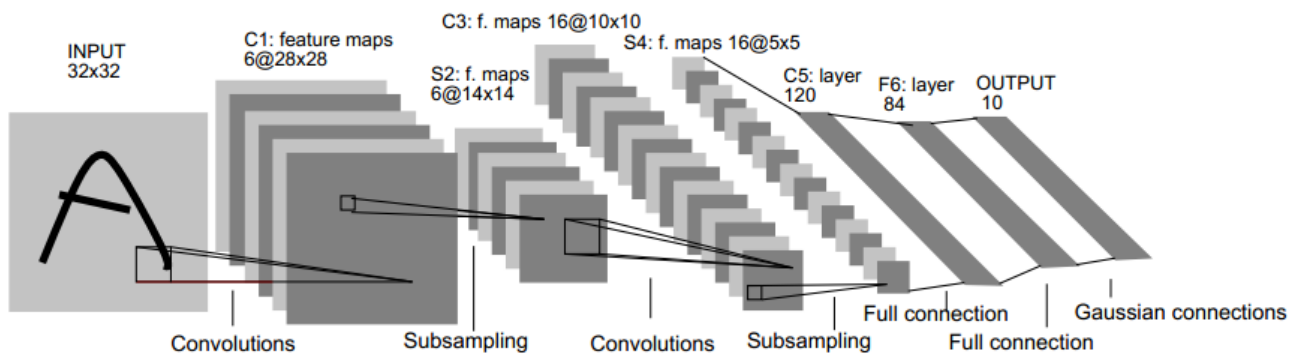 INPUT
32x32
C1: feature maps
6@28x28
S2: f. maps
6@14x14
C3: f. maps 16@10x10
S4: f. maps 16@5x5
C5: layer
120
F6: layer
84
OUTPUT
10
Convolutions
Subsampling
Convolutions
Subsampling
Full connection
Full connection
Gaussian connections